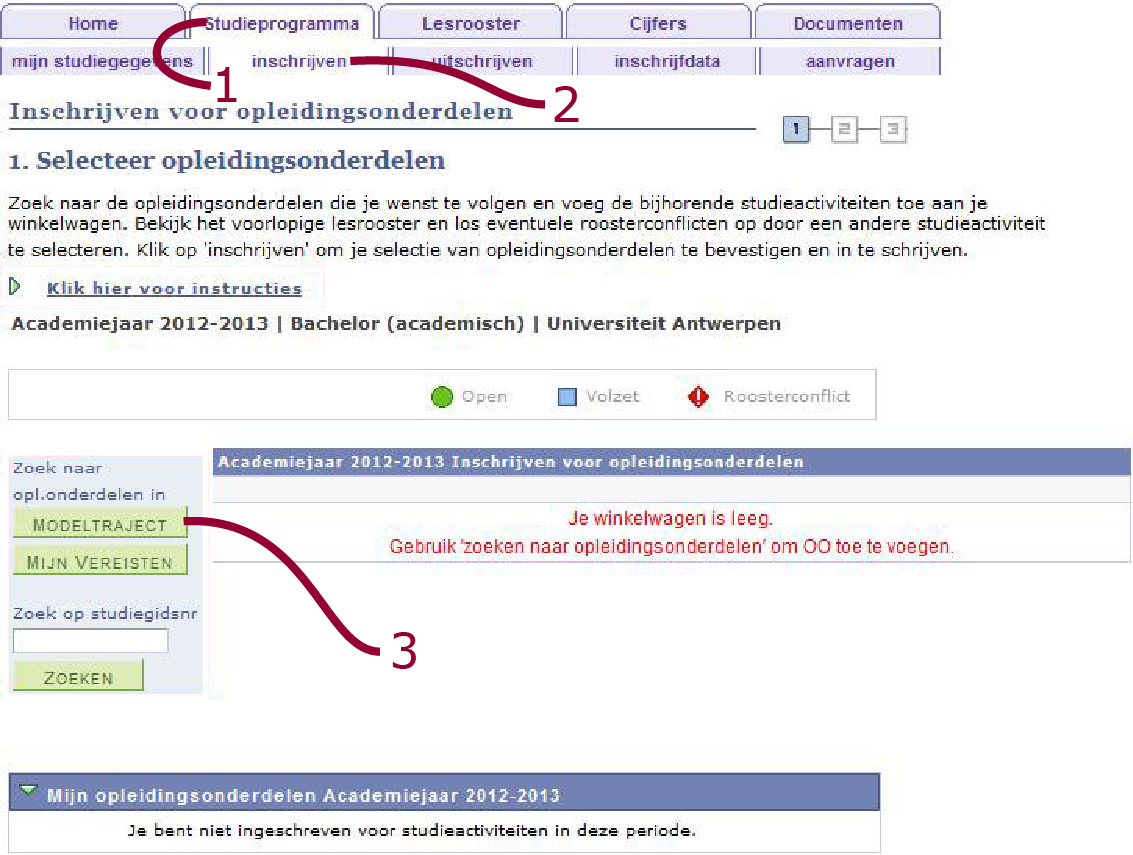 Home Studieprogramma Lesrooster Cijfers Documenten
mijn studiegegevens inschrijven uitschrijven inschrijfdata aanvragen
1
2
Inschrijven voor opleidingsonderdelen
1 2 3
1. Selecteer opleidingsonderdelen
Zoek naar de opleidingsonderdelen die je wenst te volgen en voeg de bijhorende studieactiviteiten toe aan je
winkelwagen. Bekijk het voorlopige lesrooster en los eventuele roosterconflicten op door een andere studieactiviteit
te selecteren. Klik op 'inschrijven' om je selectie van opleidingsonderdelen te bevestigen en in te schrijven.
Klik hier voor instructies
Academiejaar 2012-2013 | Bachelor (academisch) | Universiteit Antwerpen
Open Volzet Roosterconflict
Zoek naar
opl.onderdelen in
MODELTRAJECT
MIJN VEREISTEN
Zoek op studiegidsnr
ZOEKEN
Academiejaar 2012-2013 Inschrijven voor opleidingsonderdelen
Je winkelwagen is leeg.
Gebruik 'zoeken naar opleidingsonderdelen' om OO toe te voegen.
3
Mijn opleidingsonderdelen Academiejaar 2012-2013
Je bent niet ingeschreven voor studieactiviteiten in deze periode.